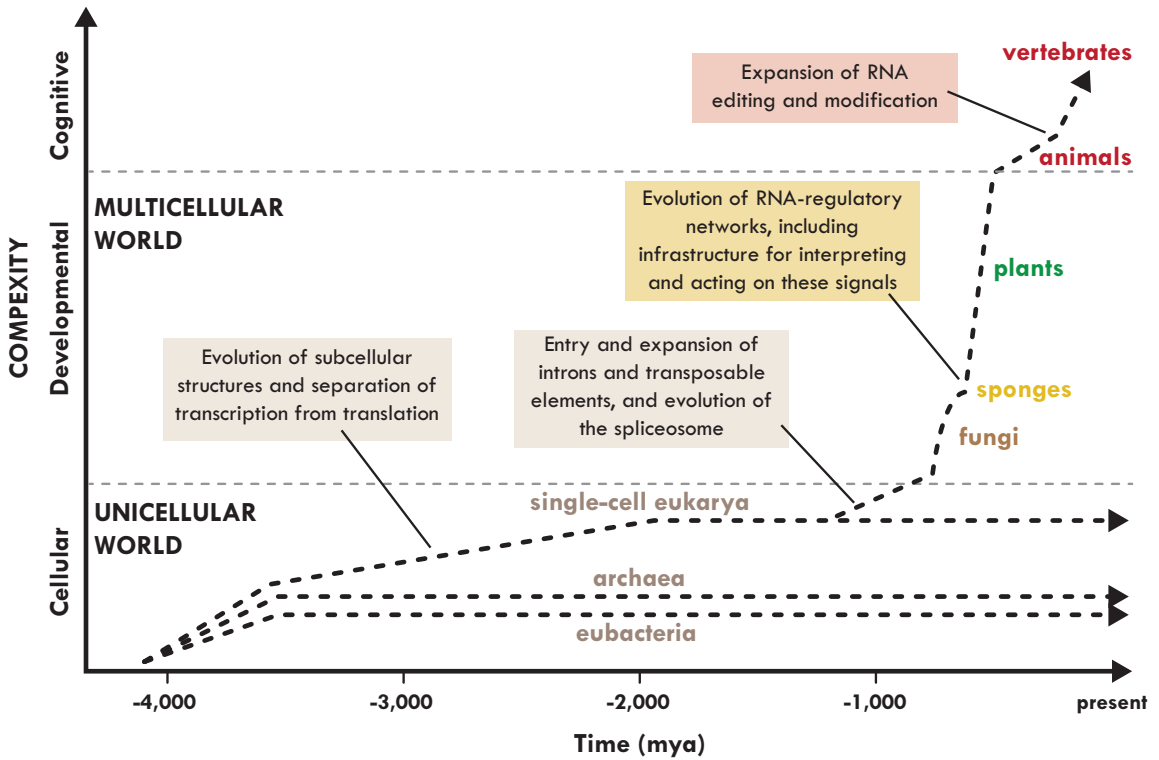 vertebrates
Expansion of RNA
editing and modification
animals
Cognitive
MULTICELLULAR
WORLD
Evolution of RNA-regulatory
networks, including
infrastructure for interpreting
and acting on these signals
plants
COMPEXITY
Developmental
Evolution of subcellular
structures and separation of
transcription from translation
Entry and expansion of
introns and transposable
elements, and evolution of
the spliceosome
sponges
fungi
UNICELLULAR
WORLD
single-cell eukarya
Cellular
archaea
eubacteria
-4,000
-3,000
-2,000
-1,000
present
Time (mya)